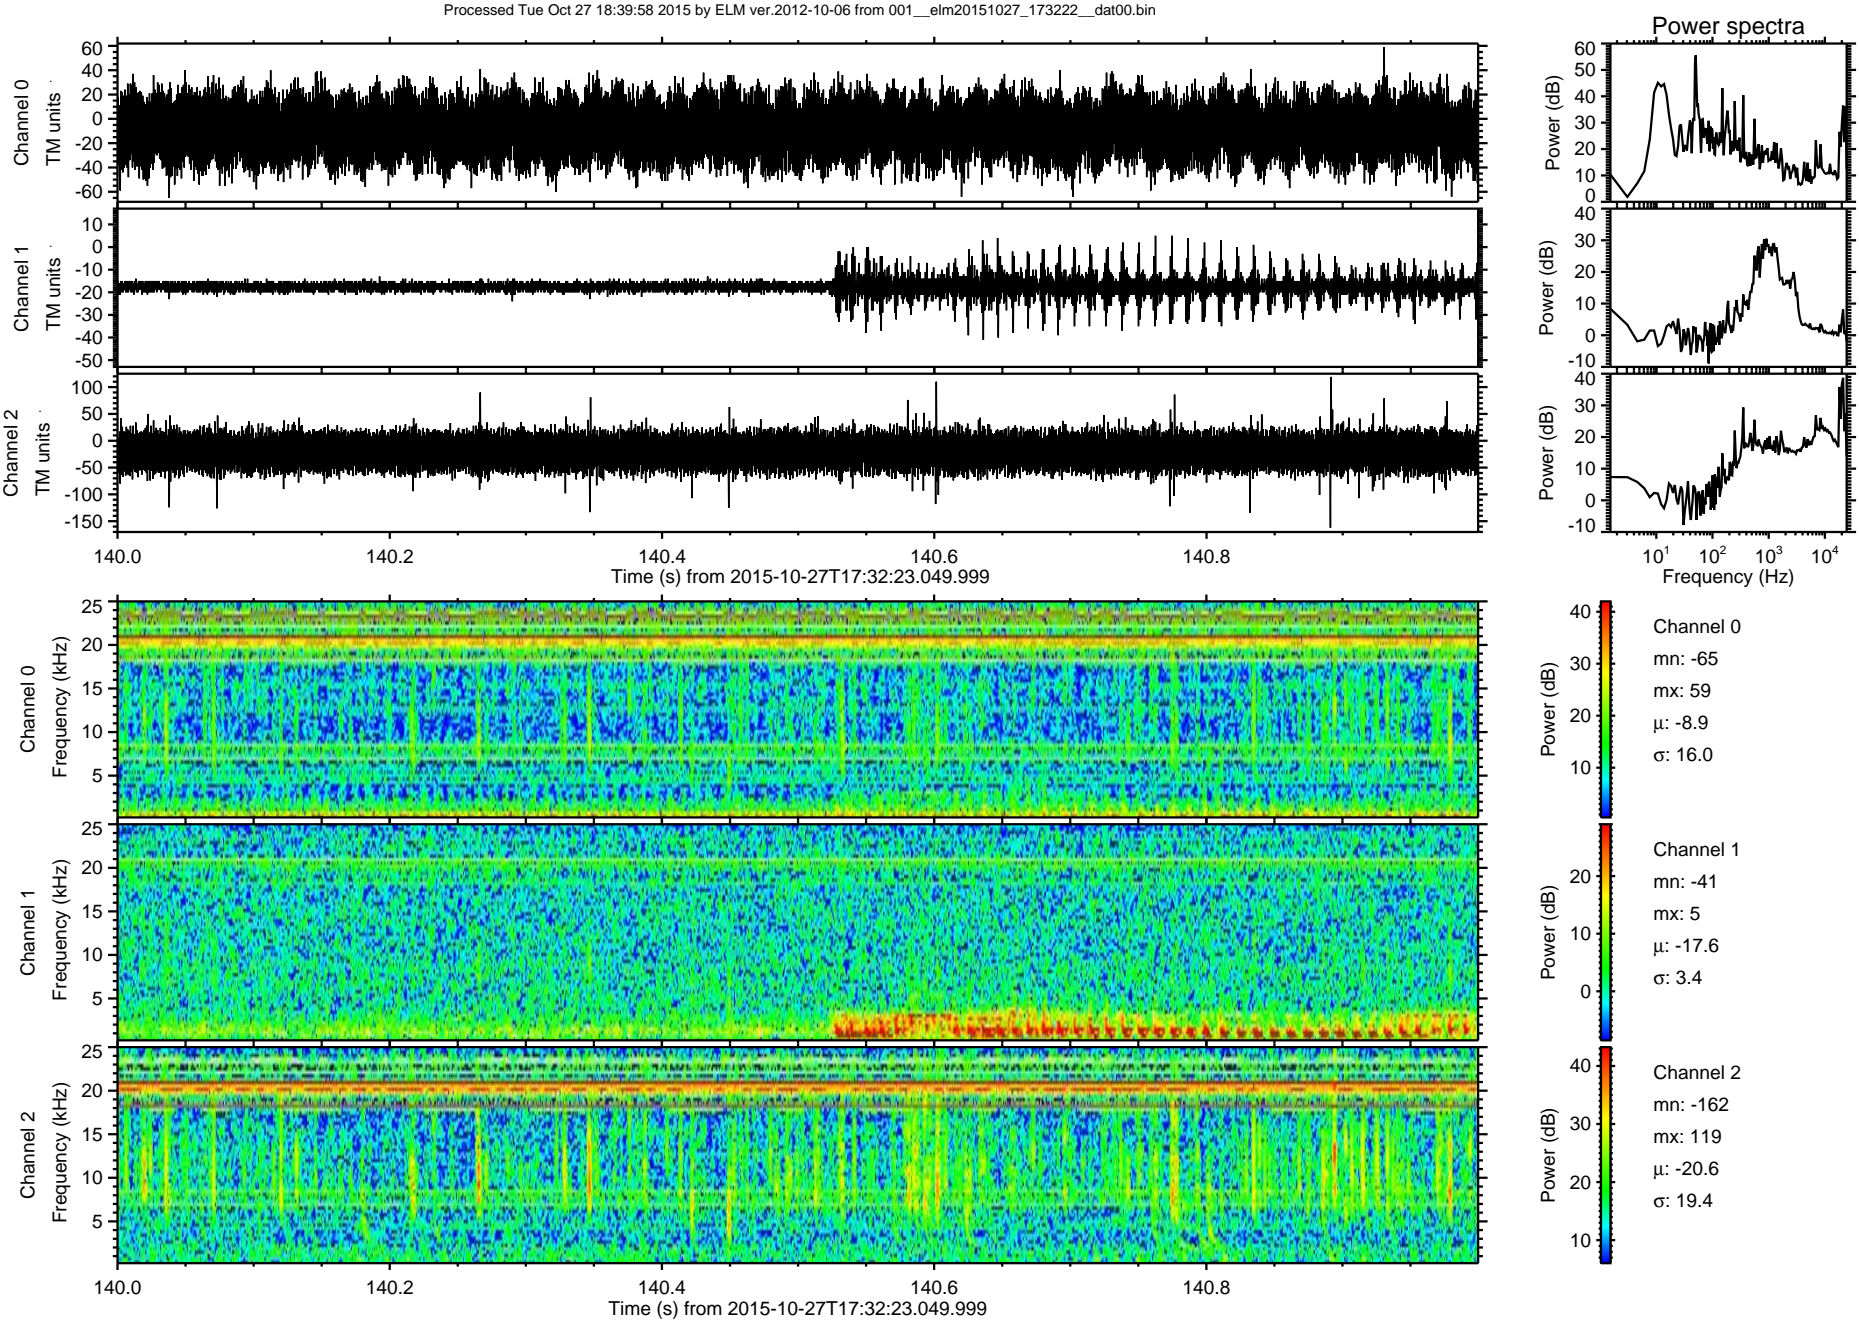 Processed Tue Oct 27 18:39:58 2015 by ELM ver.2012-10-06 from 001__elm20151027_173222__dat00.bin
Power spectra
Channel 0
TM units
60
40
20
0
-20
-40
-60
Power (dB)
60
50
40
30
20
10
0
Channel 1
TM units
10
0
-10
-20
-30
-40
-50
Power (dB)
40
30
20
10
0
-10
Channel 2
TM units
100
50
0
-50
-100
-150
Power (dB)
40
30
20
10
0
-10
140.0 140.2 140.4 140.6 140.8
Time (s) from 2015-10-27T17:32:23.049.999
10¹ 10² 10³ 10⁴
Frequency (Hz)
Channel 0
Frequency (kHz)
25
20
15
10
5
Power (dB)
40
30
20
10
Channel 0
mn: -65
mx: 59
μ: -8.9
σ: 16.0
Channel 1
Frequency (kHz)
25
20
15
10
5
Power (dB)
20
10
0
Channel 1
mn: -41
mx: 5
μ: -17.6
σ: 3.4
Channel 2
Frequency (kHz)
25
20
15
10
5
Power (dB)
40
30
20
10
Channel 2
mn: -162
mx: 119
μ: -20.6
σ: 19.4
140.0 140.2 140.4 140.6 140.8
Time (s) from 2015-10-27T17:32:23.049.999